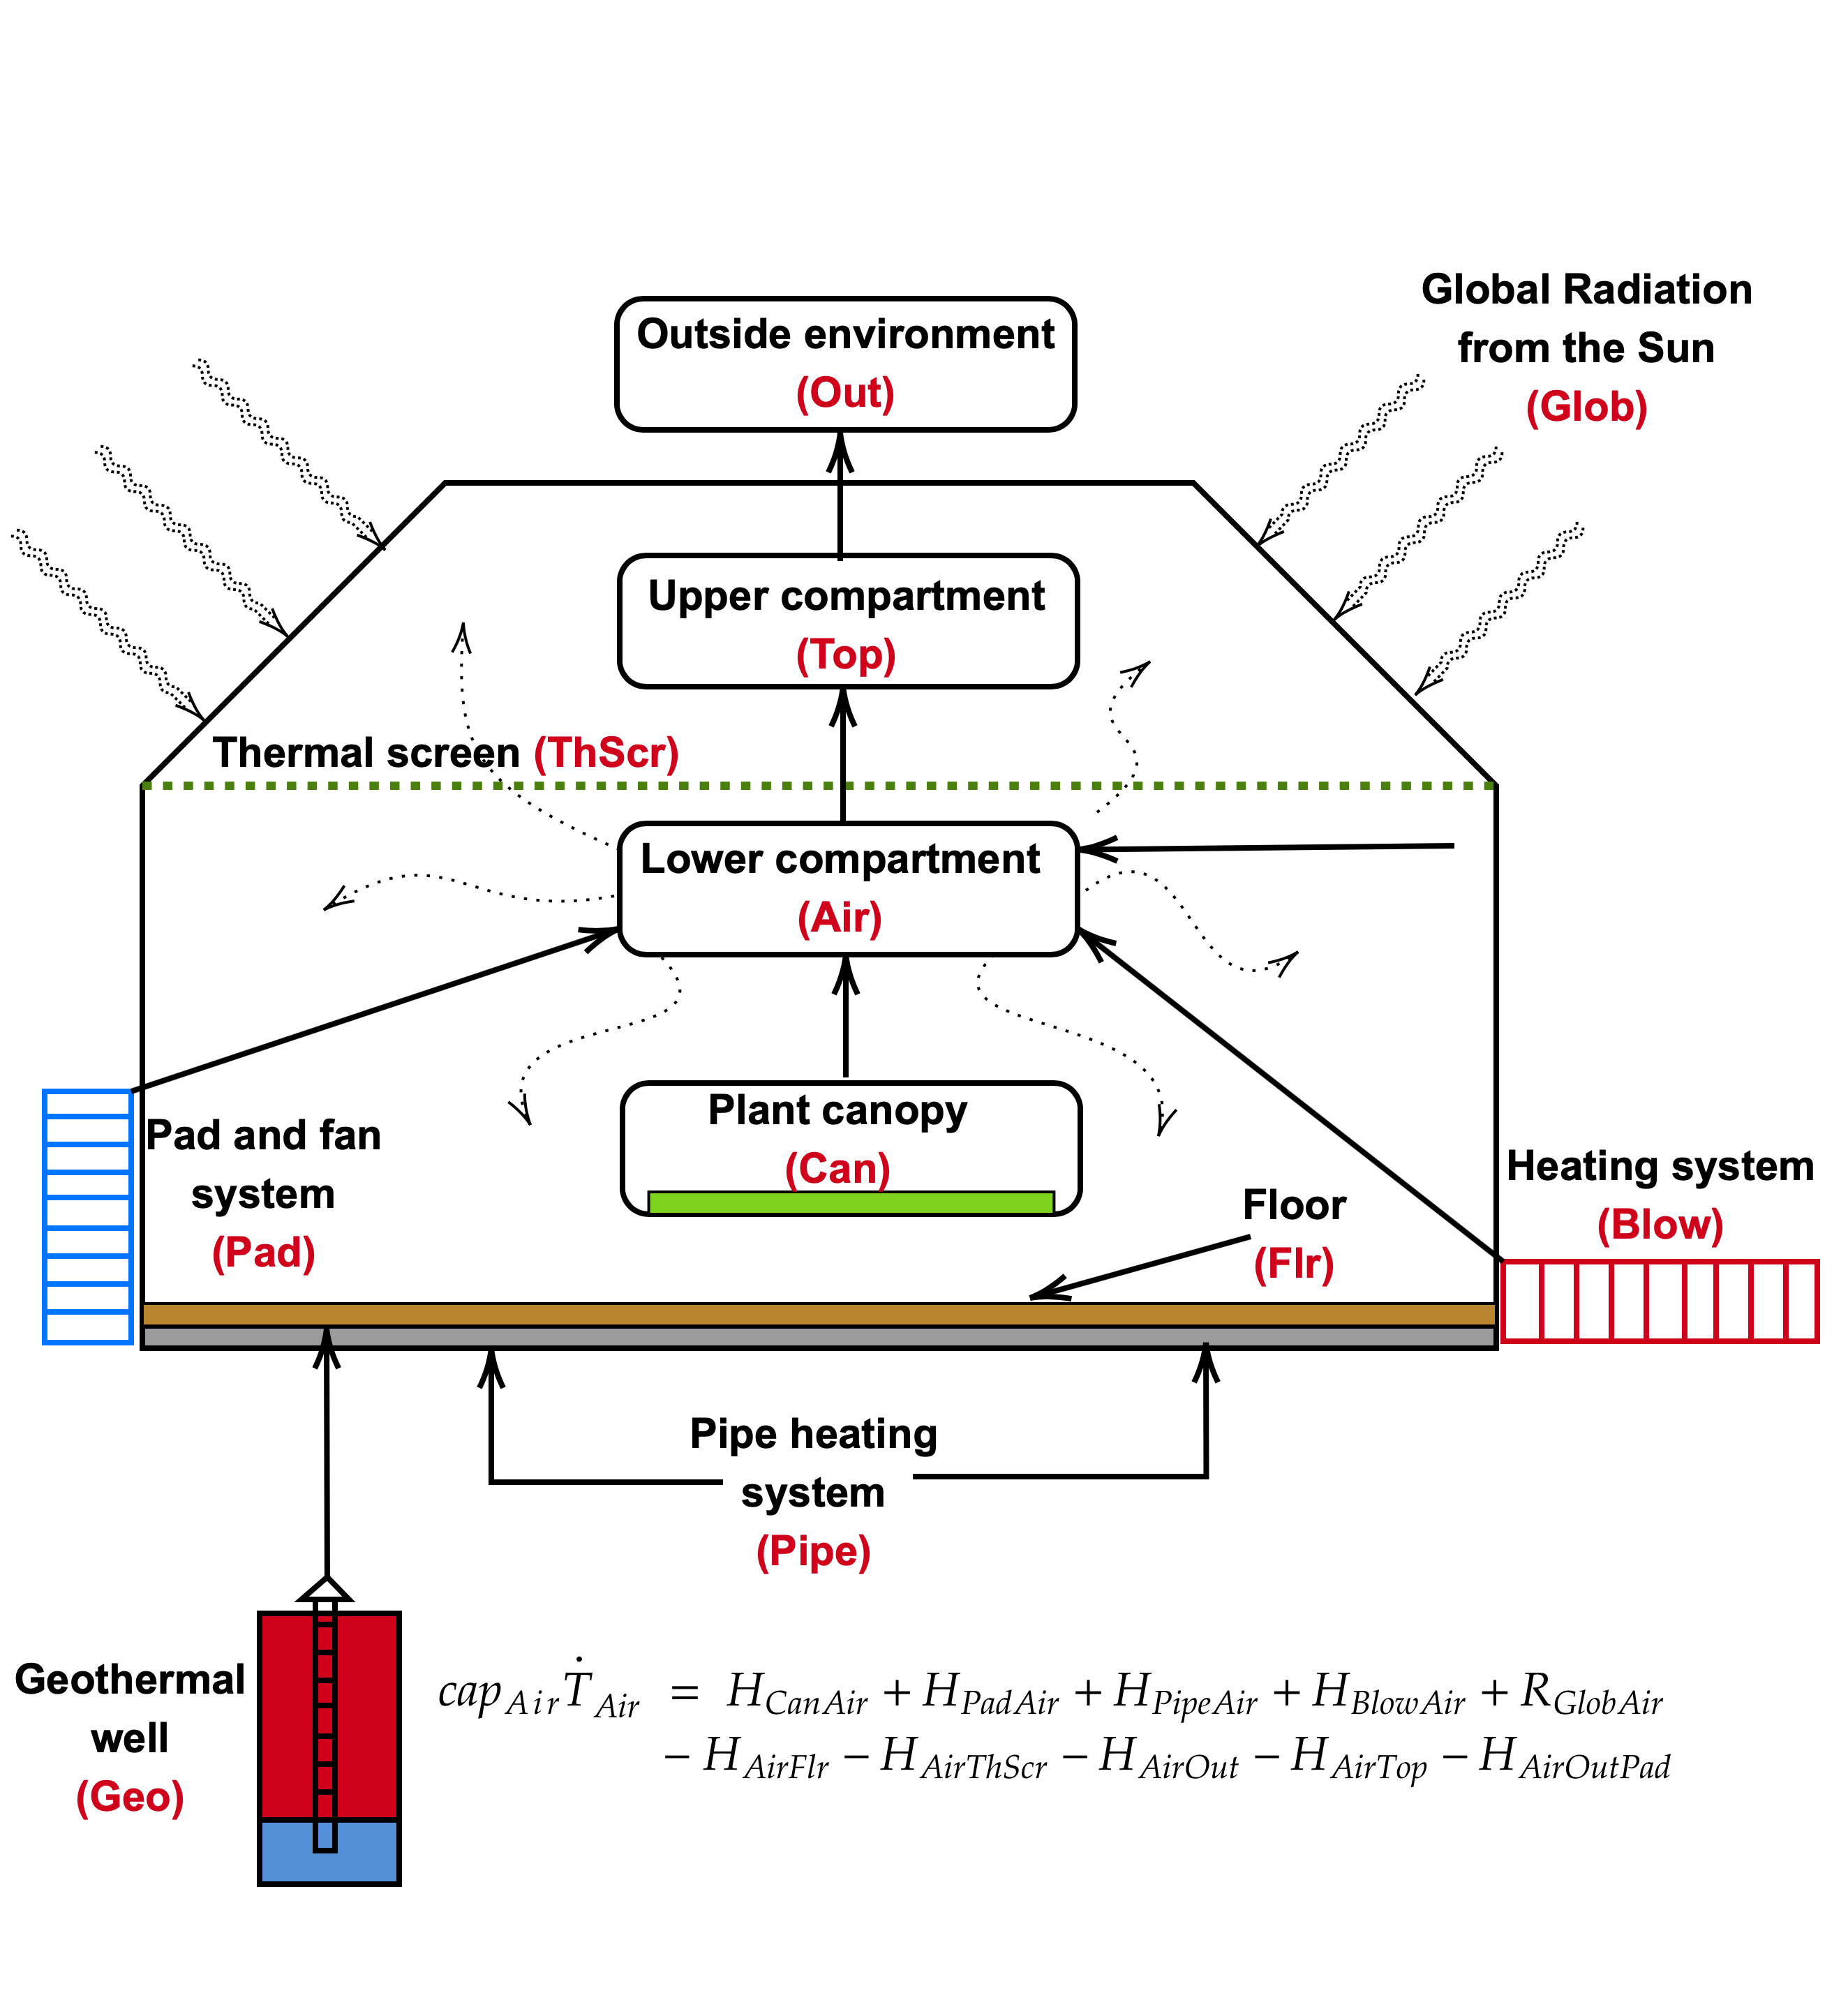 Outside environment
(Out)
Global Radiation
from the Sun
(Glob)
Upper compartment
(Top)
Thermal screen (ThScr)
Lower compartment
(Air)
Plant canopy
(Can)
Pad and fan
system
(Pad)
Floor
(Flr)
Heating system
(Blow)
Pipe heating
system
(Pipe)
Geothermal
well
(Geo)
cap_{Air} \dot{T}_{Air} = H_{CanAir} + H_{PadAir} + H_{PipeAir} + H_{BlowAir} + R_{GlobAir}
− H_{AirFlr} − H_{AirThScr} − H_{AirOut} − H_{AirTop} − H_{AirOutPad}